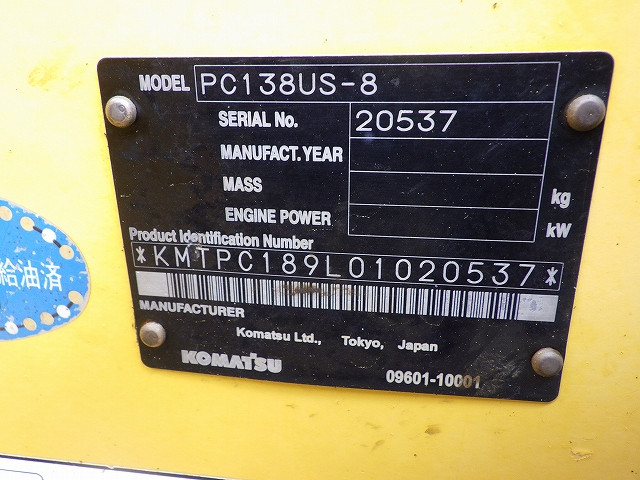 MODEL PC138US-8
SERIAL No. 20537
MANUFACT.YEAR
MASS kg
ENGINE POWER kW
Product Identification Number
*KMTPC189L01020537*
MANUFACTURER
Komatsu Ltd., Tokyo, Japan
KOMATSU
09601-10001
給油済